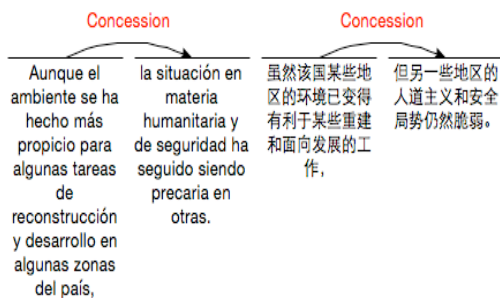 Concession
Concession
Aunque el
ambiente se ha
hecho más
propicio para
algunas tareas
de
reconstrucción
y desarrollo en
algunas zonas
del país,
la situación en
materia
humanitaria y
de seguridad ha
seguido siendo
precaria en
otras.
虽然该国某些地
区的环境已变得
有利于某些重建
和面向发展的工
作,
但另一些地区的
人道主义和安全
局势仍然脆弱。